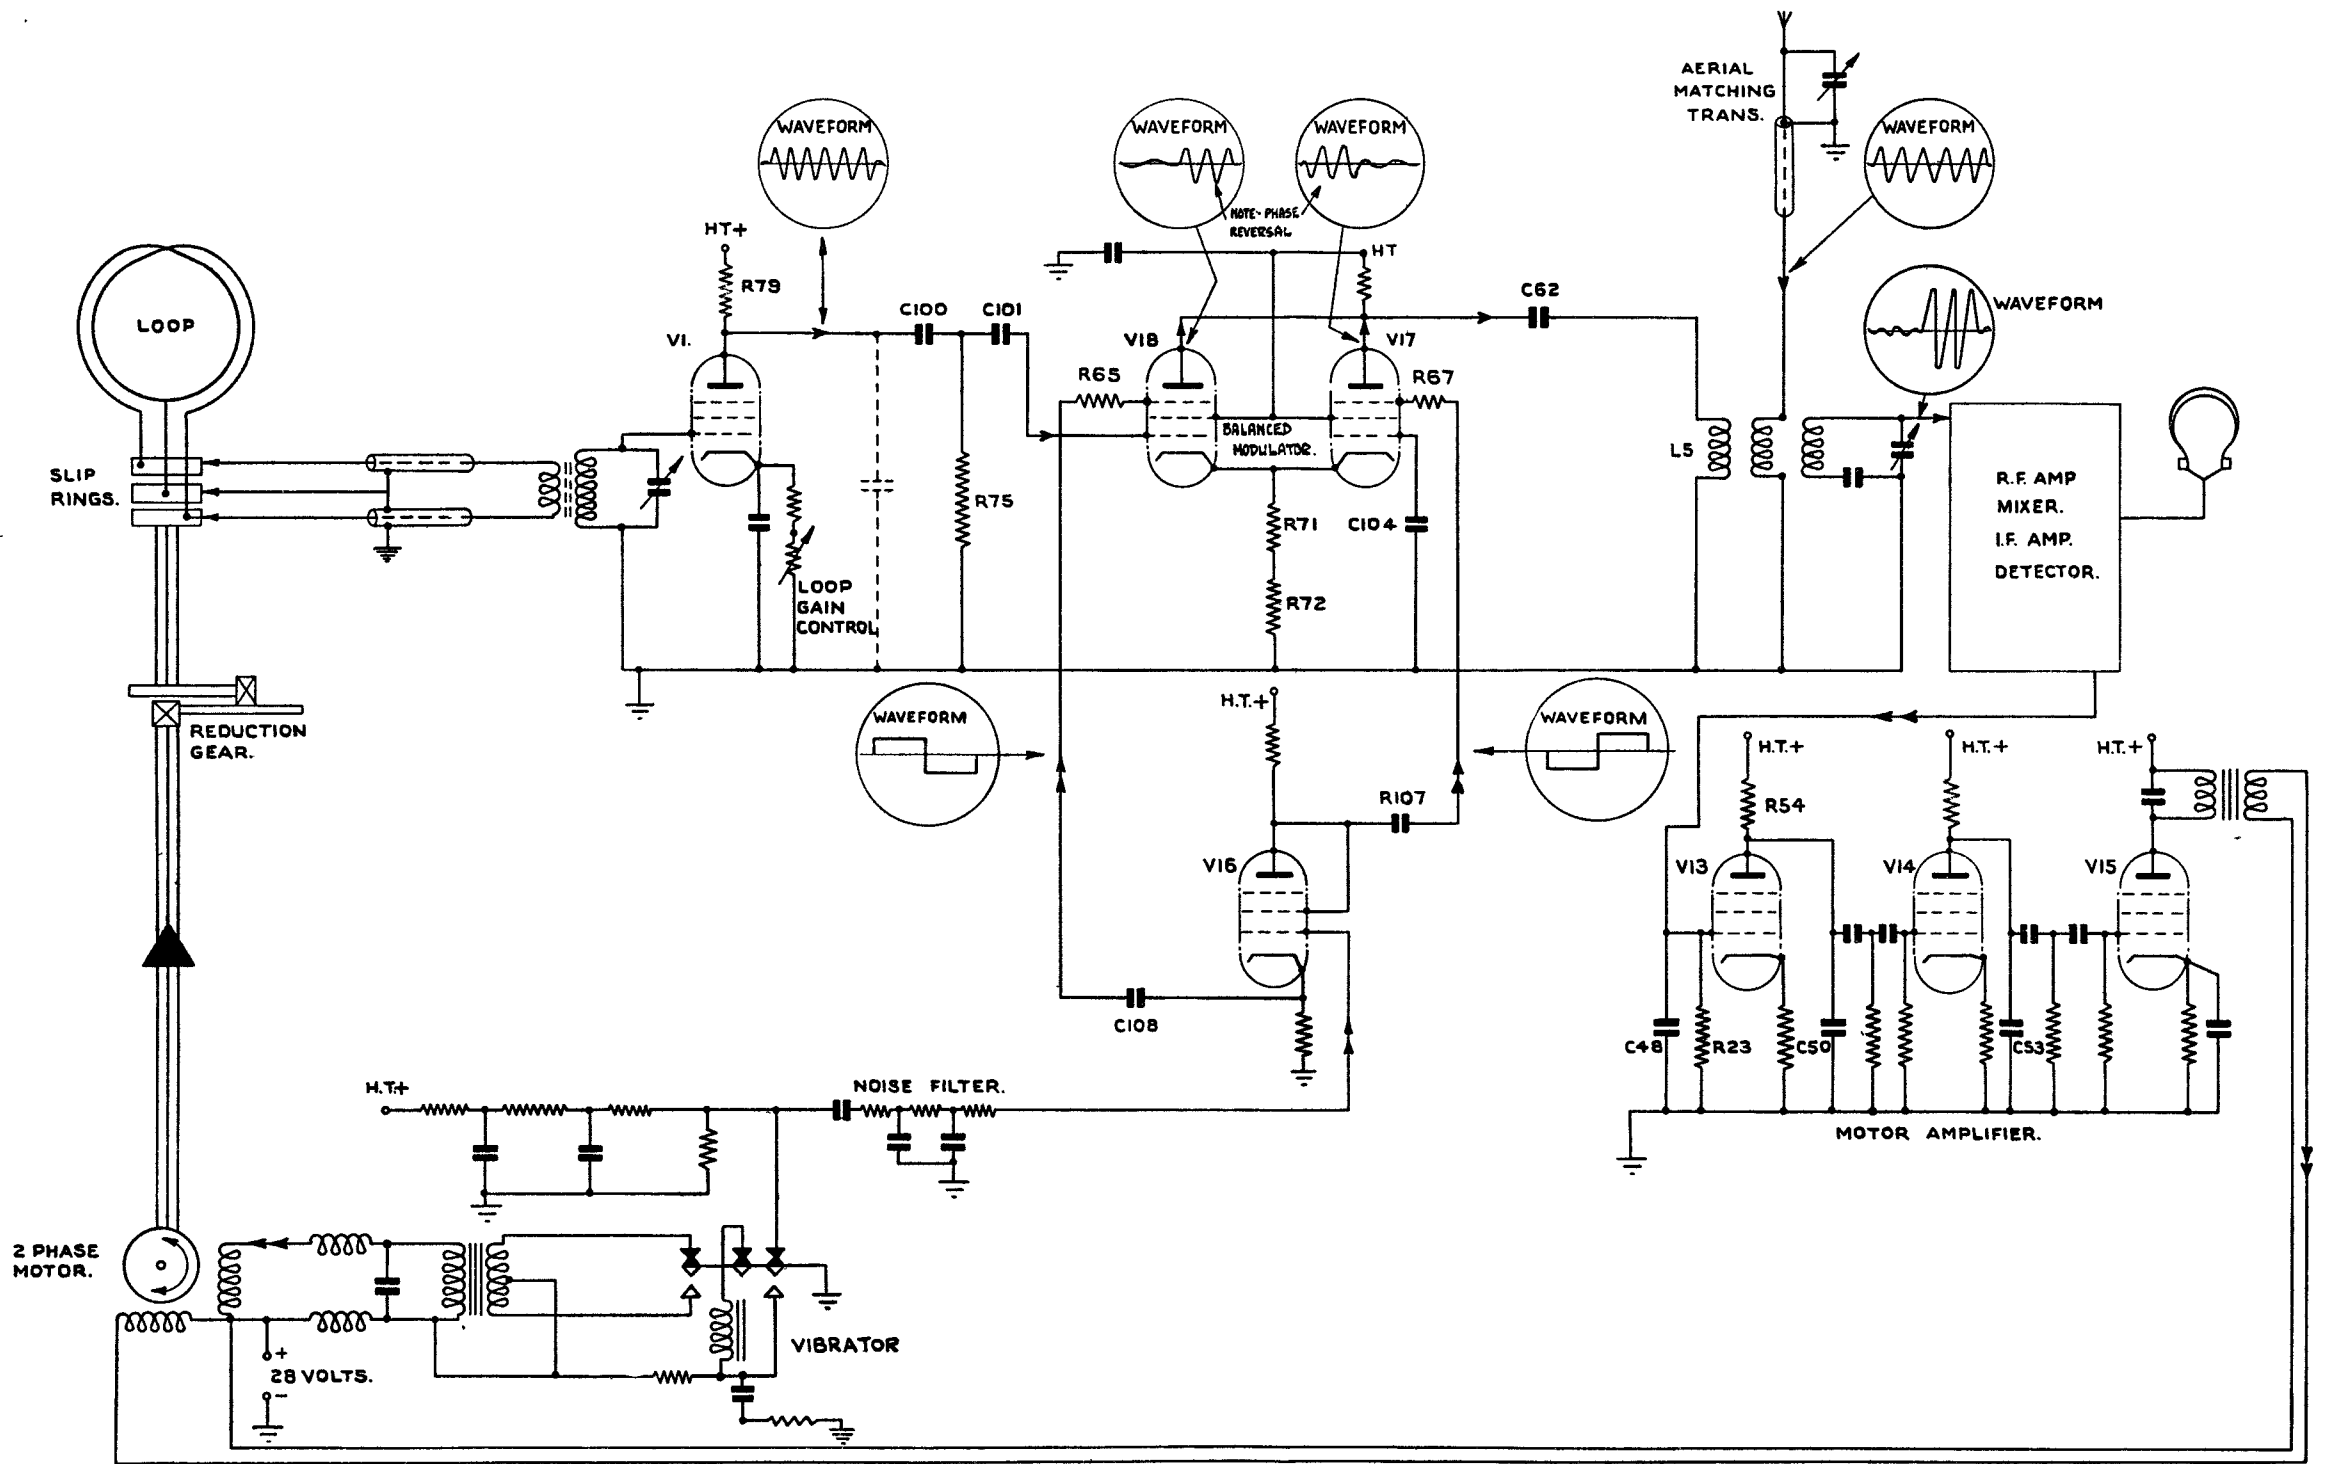 AERIAL
MATCHING
TRANS.
WAVEFORM
WAVEFORM
WAVEFORM
WAVEFORM
NOTE-PHASE
REVERSAL
HT+
R79
HT
LOOP
V1.
C100
C101
V18
V17
C62
WAVEFORM
R65
R67
BALANCED
MODULATOR.
L5
SLIP
RINGS.
R75
R71
C104
R.F. AMP
MIXER.
I.F. AMP.
DETECTOR.
LOOP
GAIN
CONTROL
R72
REDUCTION
GEAR.
WAVEFORM
H.T.+
WAVEFORM
H.T.+
H.T.+
H.T.+
R107
R54
V16
V13
V14
V15
C108
C48
R23
C50
C53
H.T.+
NOISE FILTER.
MOTOR AMPLIFIER.
2 PHASE
MOTOR.
VIBRATOR
+
28 VOLTS.
-